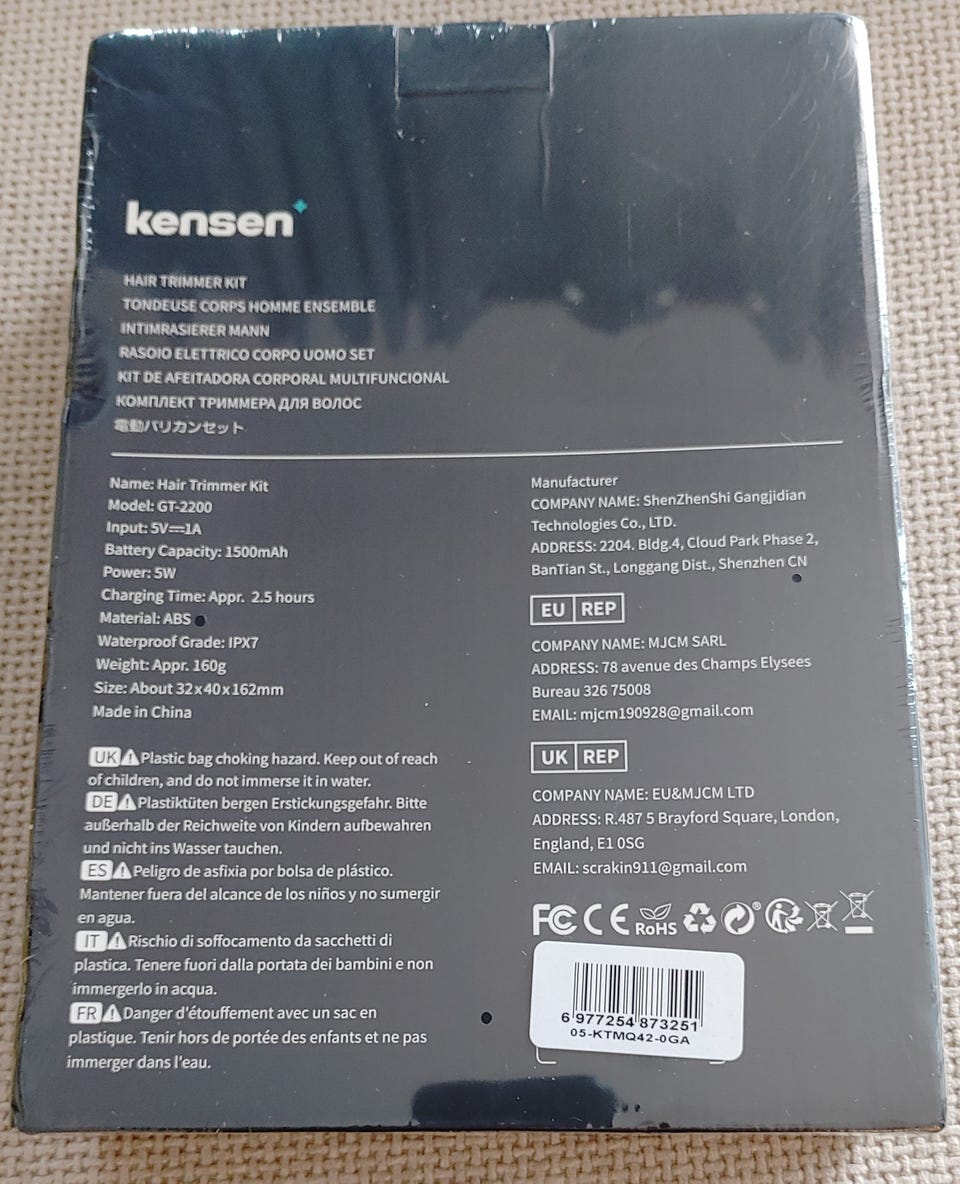 kensen
HAIR TRIMMER KIT
TONDEUSE CORPS HOMME ENSEMBLE
INTIMRASIERER MANN
RASOIO ELETTRICO CORPO UOMO SET
KIT DE AFEITADORA CORPORAL MULTIFUNCIONAL
КОМПЛЕКТ ТРИММЕРА ДЛЯ ВОЛОС
電動バリカンセット
Name: Hair Trimmer Kit
Model: GT-2200
Input: 5V⎓1A
Battery Capacity: 1500mAh
Power: 5W
Charging Time: Appr. 2.5 hours
Material: ABS
Waterproof Grade: IPX7
Weight: Appr. 160g
Size: About 32x40x162mm
Made in China
UK Plastic bag choking hazard. Keep out of reach
of children, and do not immerse it in water.
DE Plastiktüten bergen Erstickungsgefahr. Bitte
außerhalb der Reichweite von Kindern aufbewahren
und nicht ins Wasser tauchen.
ES Peligro de asfixia por bolsa de plástico.
Mantener fuera del alcance de los niños y no sumergir
en agua.
IT Rischio di soffocamento da sacchetti di
plastica. Tenere fuori dalla portata dei bambini e non
immergerlo in acqua.
FR Danger d'étouffement avec un sac en
plastique. Tenir hors de portée des enfants et ne pas
immerger dans l'eau.
Manufacturer
COMPANY NAME: ShenZhenShi Gangjidian
Technologies Co., LTD.
ADDRESS: 2204. Bldg.4, Cloud Park Phase 2,
BanTian St., Longgang Dist., Shenzhen CN
EU REP
COMPANY NAME: MJCM SARL
ADDRESS: 78 avenue des Champs Elysees
Bureau 326 75008
EMAIL: mjcm190928@gmail.com
UK REP
COMPANY NAME: EU&MJCM LTD
ADDRESS: R.487 5 Brayford Square, London,
England, E1 0SG
EMAIL: scrakin911@gmail.com
FC CE RoHS ®
6 977254 873251
05-KTMQ42-0GA